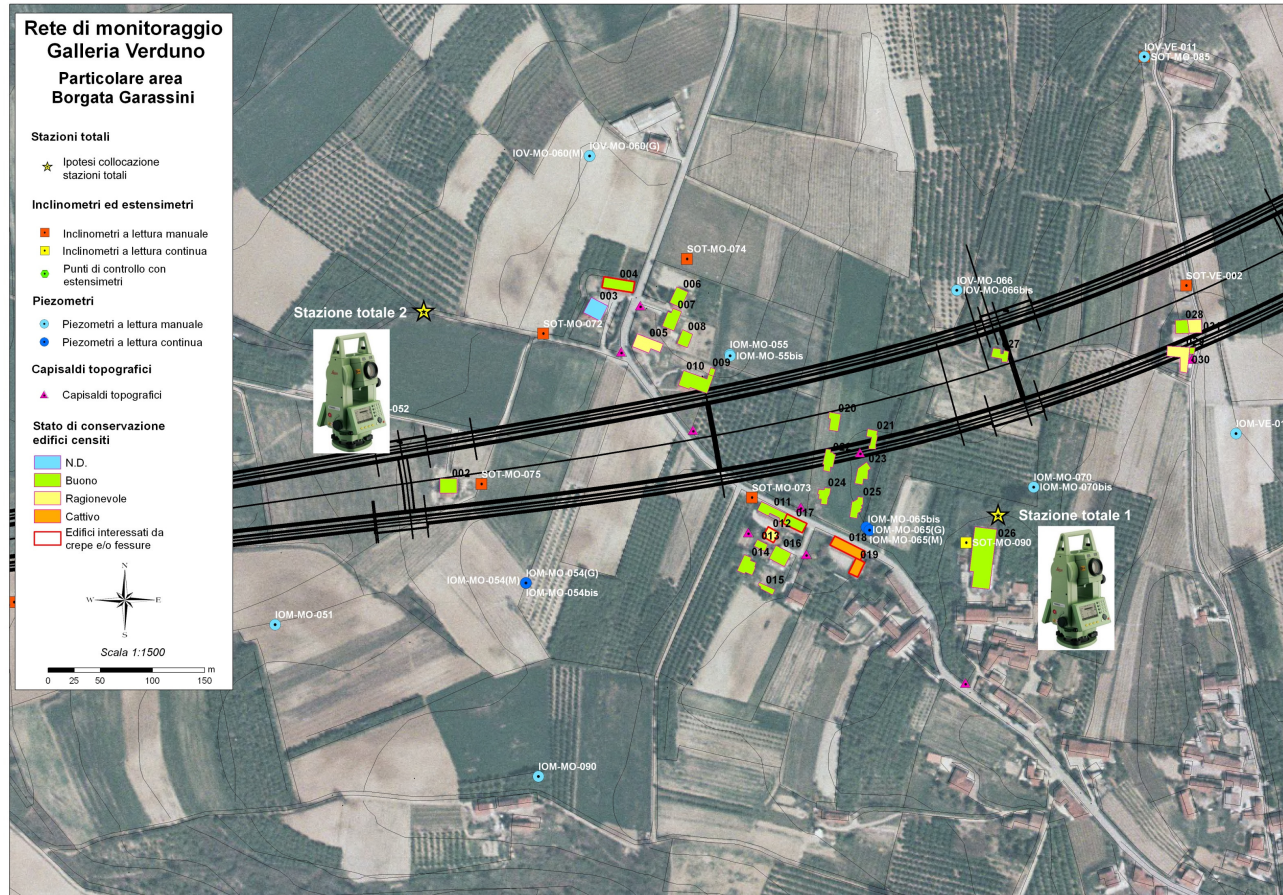 Rete di monitoraggio
Galleria Verduno
Particolare area
Borgata Garassini
Stazioni totali
Ipotesi collocazione
stazioni totali
Inclinometri ed estensimetri
Inclinometri a lettura manuale
Inclinometri a lettura continua
Punti di controllo con
estensimetri
Piezometri
Piezometri a lettura manuale
Piezometri a lettura continua
Capisaldi topografici
Capisaldi topografici
Stato di conservazione
edifici censiti
N.D.
Buono
Ragionevole
Cattivo
Edifici interessati da
crepe e/o fessure
N
W E
S
Scala 1:1500
m
0 25 50 100 150
IOV-VE-011
SOT-MO-085
IOV-MO-060(M) IOV-MO-060(G)
SOT-MO-074
004
003
006
007
008
005
SOT-MO-072
Stazione totale 2
IOM-MO-055
IOM-MO-55bis
009
010
IOV-MO-066
IOV-MO-066bis
SOT-VE-002
028
030
-052
002
SOT-MO-075
020
021
023
024
025
SOT-MO-073
011
017
012
013
016
014
015
018
019
IOM-MO-065bis
IOM-MO-065(G)
IOM-MO-065(M)
IOM-MO-070
IOM-MO-070bis
Stazione totale 1
026
SOT-MO-090
IOM-MO-054(M) IOM-MO-054(G)
IOM-MO-054bis
IOM-MO-051
IOM-MO-090